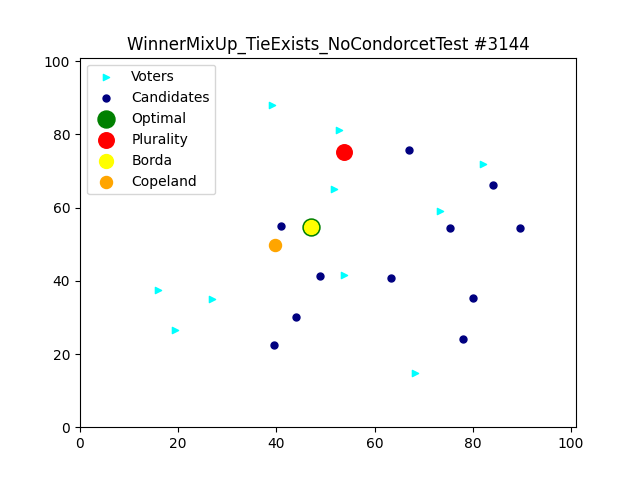 WinnerMixUp_TieExists_NoCondorcetTest #3144
100
80
60
40
20
0
Voters
Candidates
Optimal
Plurality
Borda
Copeland
0 20 40 60 80 100